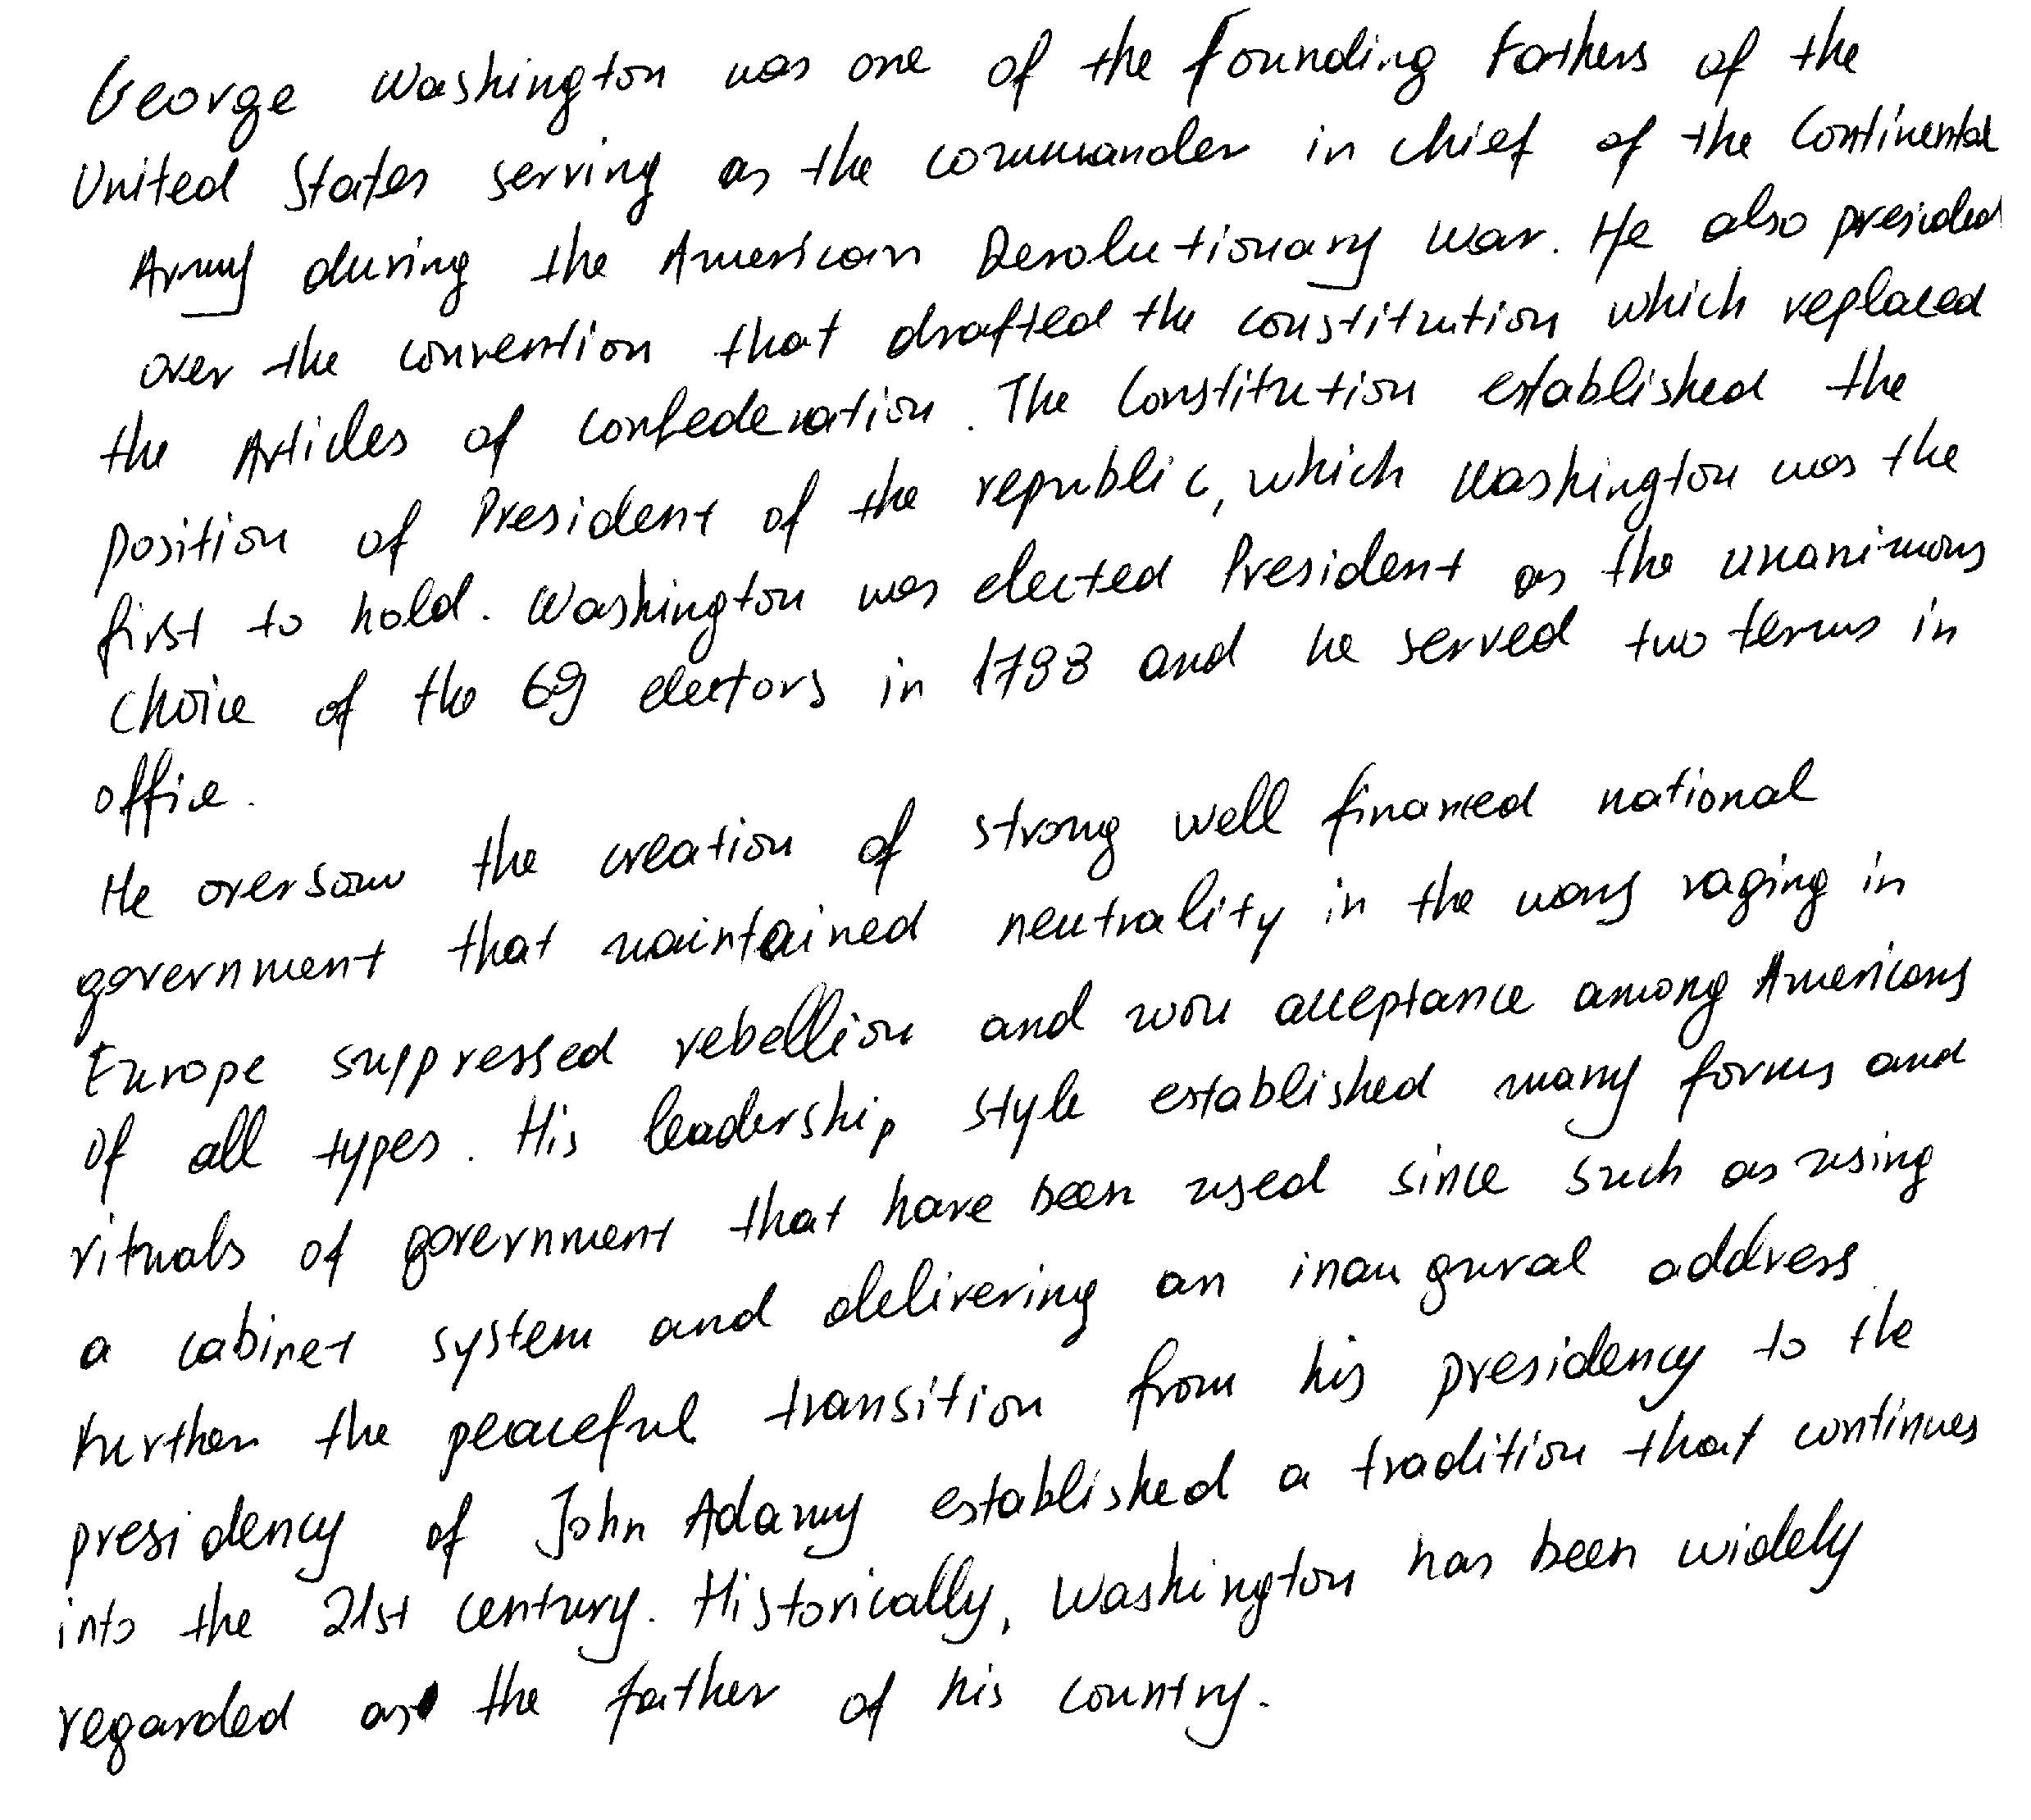 George Washington was one of the Founding Fathers of the
United States serving as the commander in chief of the Continental
Army during the American Revolutionary War. He also presided
over the convention that drafted the constitution which replaced
the Articles of Confederation. The Constitution established the
position of President of the republic, which Washington was the
first to hold. Washington was elected President as the unanimous
choice of the 69 electors in 1788 and he served two terms in
office.
He oversaw the creation of strong well financed national
government that maintained neutrality in the wars raging in
Europe suppressed rebellion and won acceptance among Americans
of all types. His leadership style established many forms and
rituals of government that have been used since such as using
a cabinet system and delivering an inaugural address.
Further the peaceful transition from his presidency to the
presidency of John Adams established a tradition that continues
into the 21st century. Historically, Washington has been widely
regarded as the father of his country.